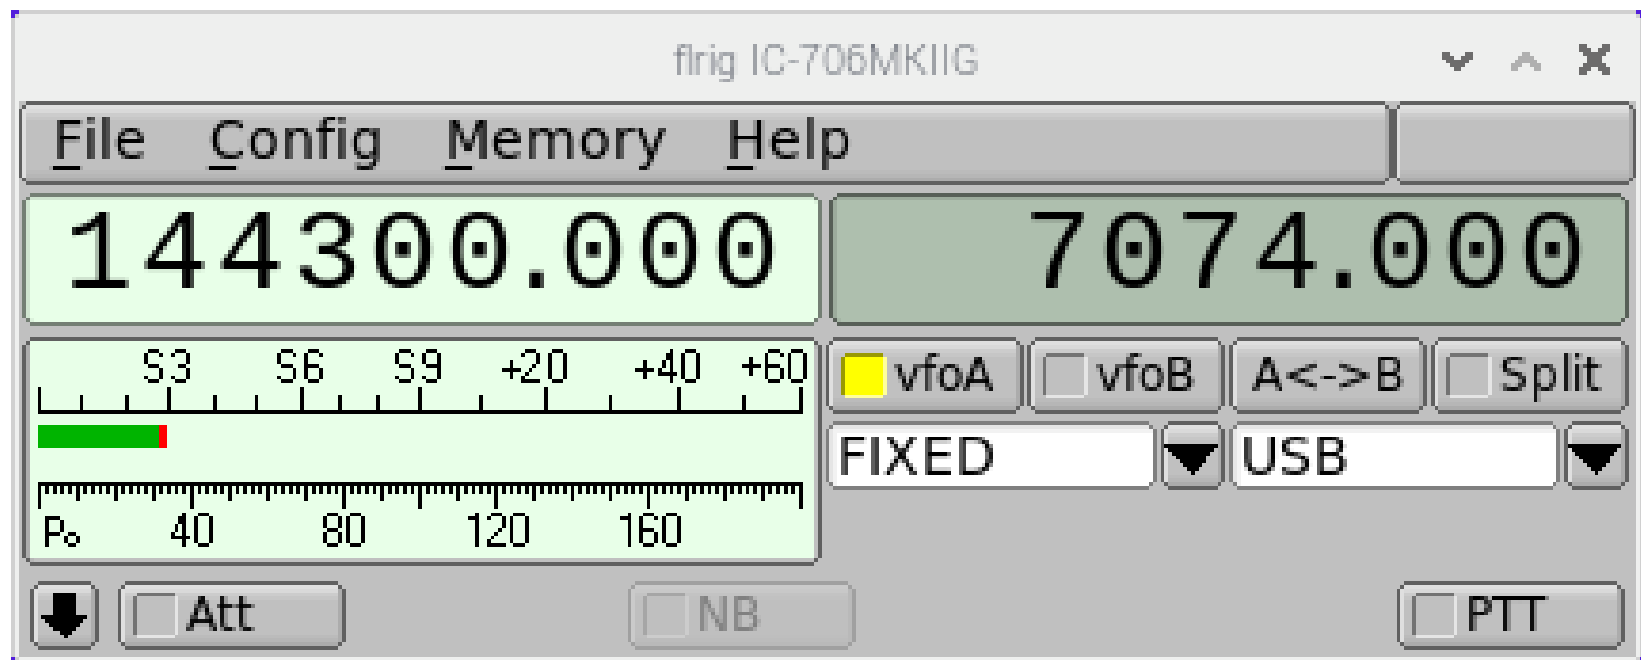 flrig IC-706MKIIG
File Config Memory Help
144300.000 7074.000
S3 S6 S9 +20 +40 +60
vfoA vfoB A<->B Split
FIXED USB
Po 40 80 120 160
Att NB PTT